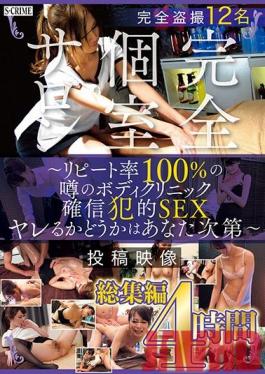 S-CRIME
完全盗撮12名
完全
個室
サロン
～リピート率100%の
噂のボディクリニック
確信犯的SEX
ヤレるかどうかはあなた次第～
投稿映像
総集編
4時間